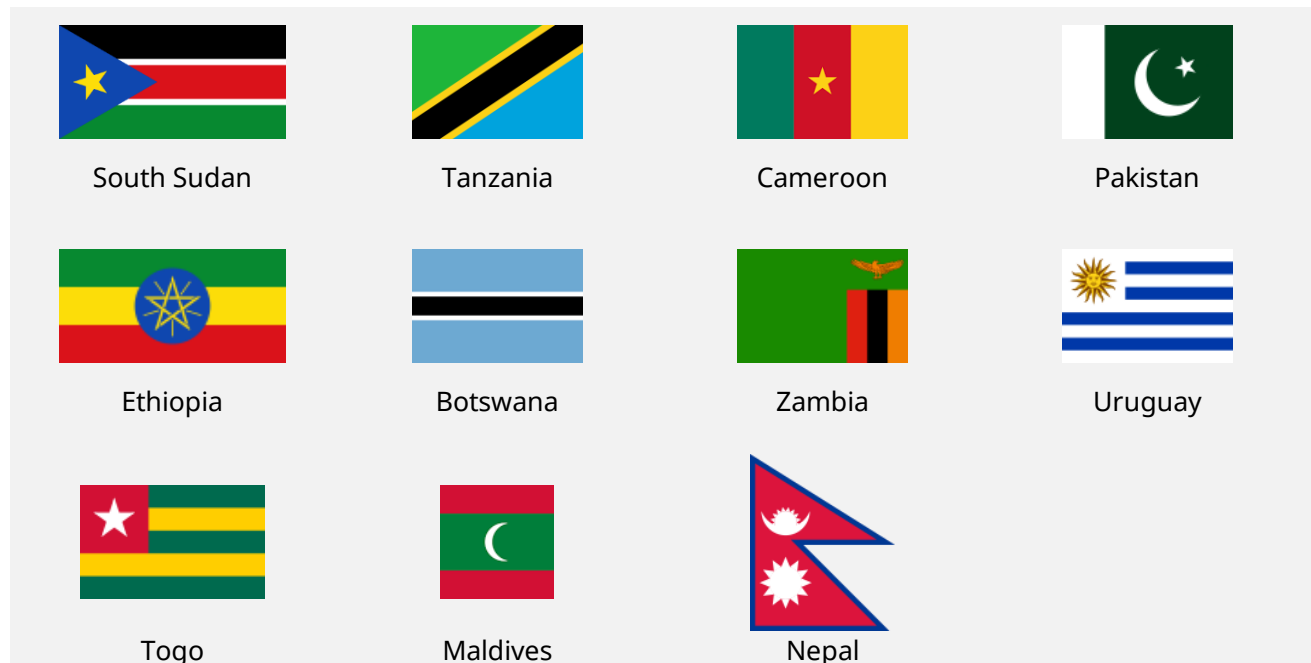 South Sudan Tanzania Cameroon Pakistan
Ethiopia Botswana Zambia Uruguay
Togo Maldives Nepal